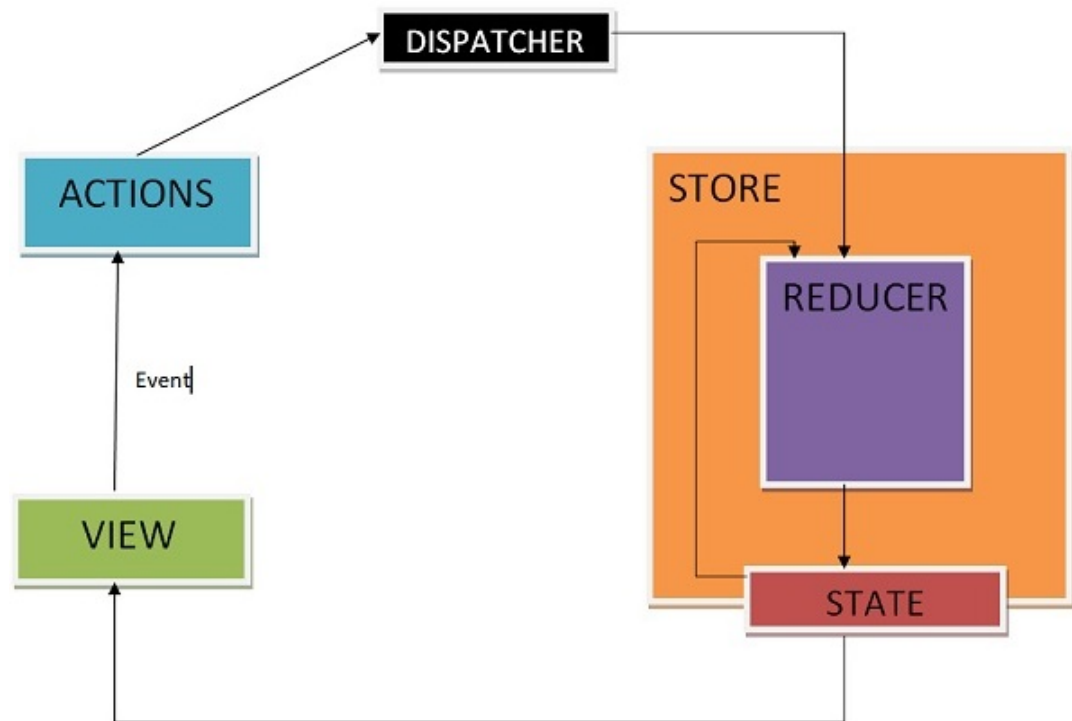 DISPATCHER
ACTIONS
STORE
REDUCER
Event
VIEW
STATE